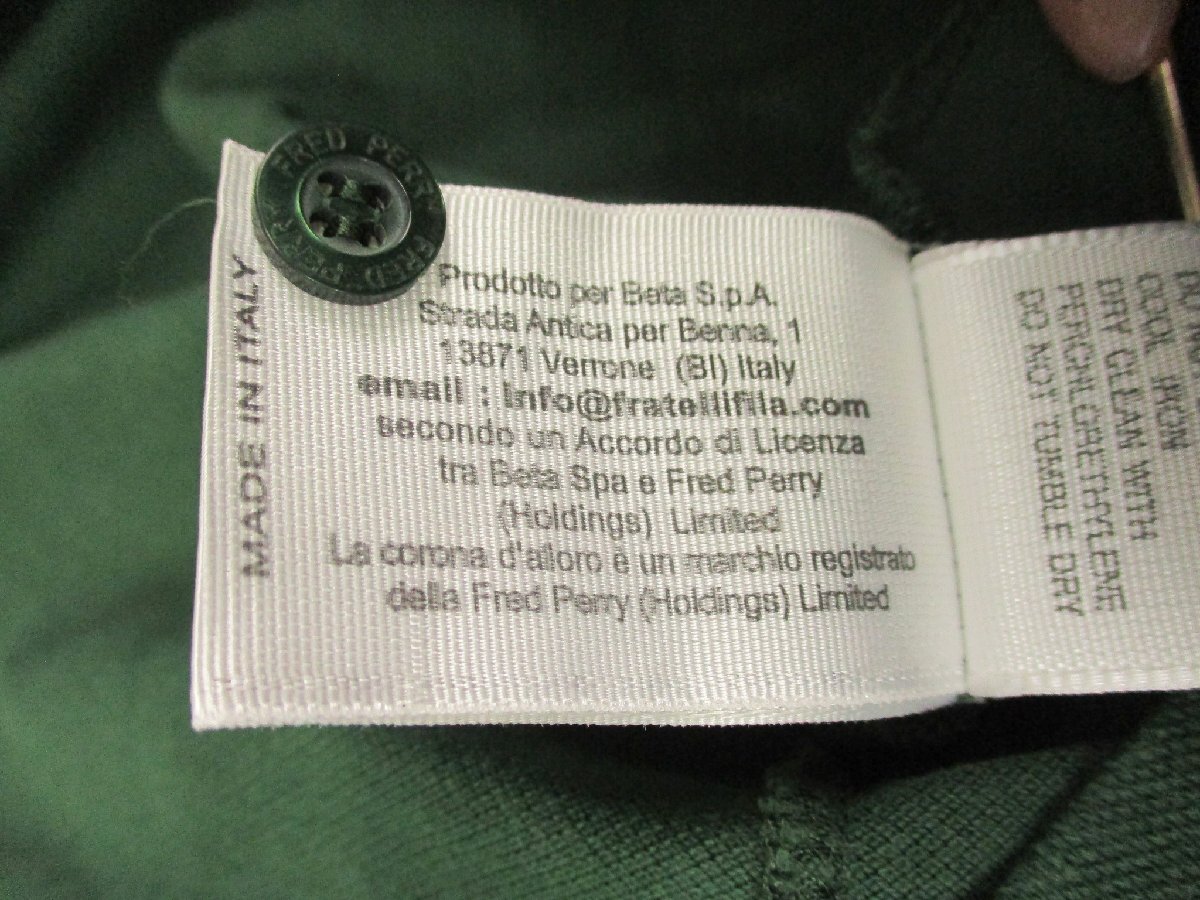 FRED PERRY
FRED PERRY
MADE IN ITALY
Prodotto per Beta S.p.A.
Strada Antica per Benna, 1
13871 Verrone (BI) Italy
email : info@fratellifila.com
secondo un Accordo di Licenza
tra Beta Spa e Fred Perry
(Holdings) Limited
La corona d'alloro è un marchio registrato
della Fred Perry (Holdings) Limited
COOL IRON
DRY CLEAN WITH
PERCHLORETHYLENE
DO NOT TUMBLE DRY